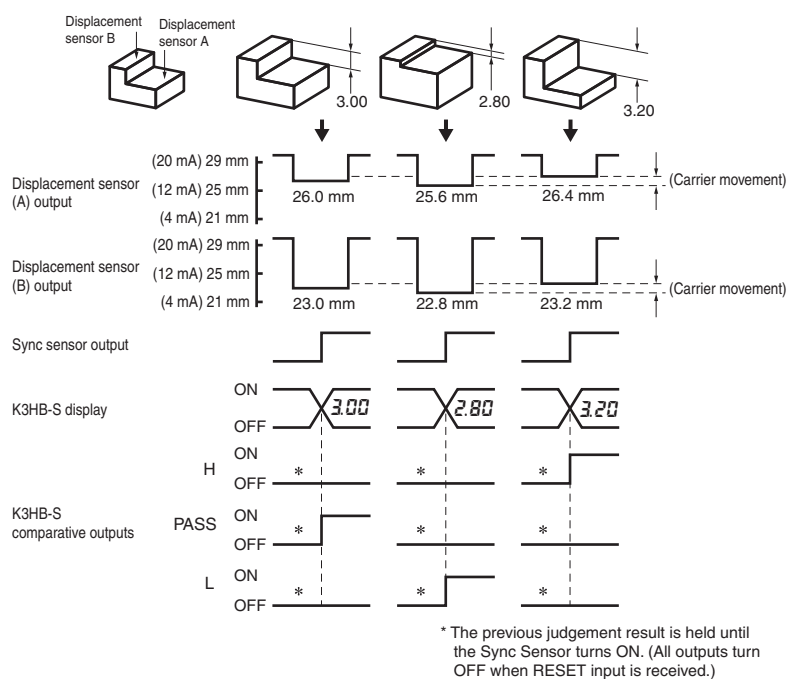 Displacement
sensor B
Displacement
sensor A
3.00
2.80
3.20
Displacement sensor
(A) output
(20 mA) 29 mm
(12 mA) 25 mm
(4 mA) 21 mm
26.0 mm
25.6 mm
26.4 mm
(Carrier movement)
Displacement sensor
(B) output
(20 mA) 29 mm
(12 mA) 25 mm
(4 mA) 21 mm
23.0 mm
22.8 mm
23.2 mm
(Carrier movement)
Sync sensor output
K3HB-S display
ON
OFF
3.00
2.80
3.20
K3HB-S
comparative outputs
H
ON
OFF
* * *
PASS
ON
OFF
* * *
L
ON
OFF
* * *
* The previous judgement result is held until
the Sync Sensor turns ON. (All outputs turn
OFF when RESET input is received.)